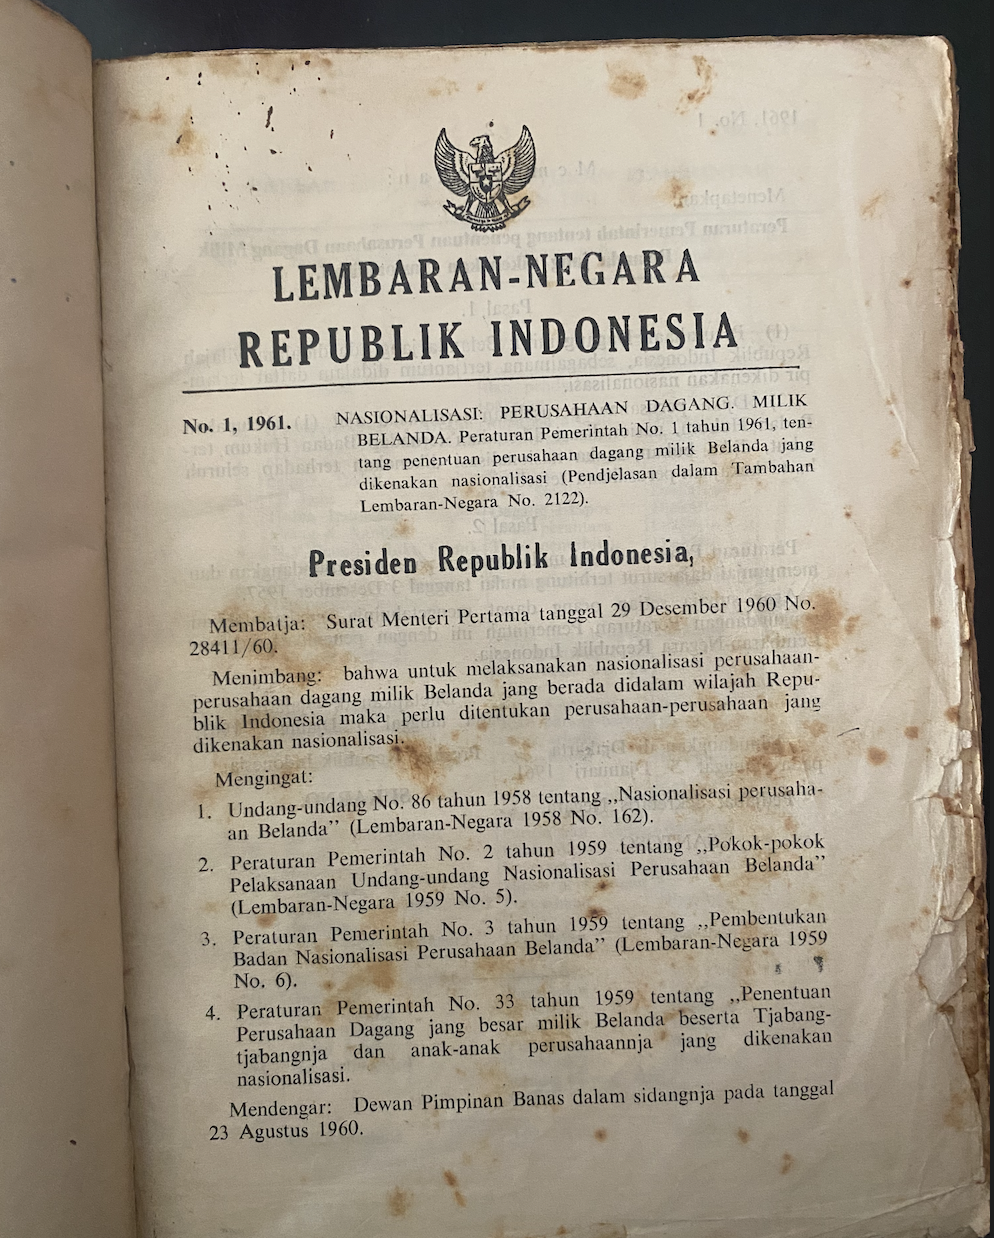 LEMBARAN-NEGARA
REPUBLIK INDONESIA
No. 1, 1961. NASIONALISASI: PERUSAHAAN DAGANG. MILIK
BELANDA. Peraturan Pemerintah No. 1 tahun 1961, ten-
tang penentuan perusahaan dagang milik Belanda jang
dikenakan nasionalisasi (Pendjelasan dalam Tambahan
Lembaran-Negara No. 2122).
Presiden Republik Indonesia,
Membatja: Surat Menteri Pertama tanggal 29 Desember 1960 No.
28411/60.
Menimbang: bahwa untuk melaksanakan nasionalisasi perusahaan-
perusahaan dagang milik Belanda jang berada didalam wilajah Repu-
blik Indonesia maka perlu ditentukan perusahaan-perusahaan jang
dikenakan nasionalisasi.
Mengingat:
1. Undang-undang No. 86 tahun 1958 tentang ,,Nasionalisasi perusaha-
an Belanda” (Lembaran-Negara 1958 No. 162).
2. Peraturan Pemerintah No. 2 tahun 1959 tentang ,,Pokok-pokok
Pelaksanaan Undang-undang Nasionalisasi Perusahaan Belanda”
(Lembaran-Negara 1959 No. 5).
3. Peraturan Pemerintah No. 3 tahun 1959 tentang ,,Pembentukan
Badan Nasionalisasi Perusahaan Belanda” (Lembaran-Negara 1959
No. 6).
4. Peraturan Pemerintah No. 33 tahun 1959 tentang ,,Penentuan
Perusahaan Dagang jang besar milik Belanda beserta Tjabang-
tjabangnja dan anak-anak perusahaannja jang dikenakan
nasionalisasi.
Mendengar: Dewan Pimpinan Banas dalam sidangnja pada tanggal
23 Agustus 1960.